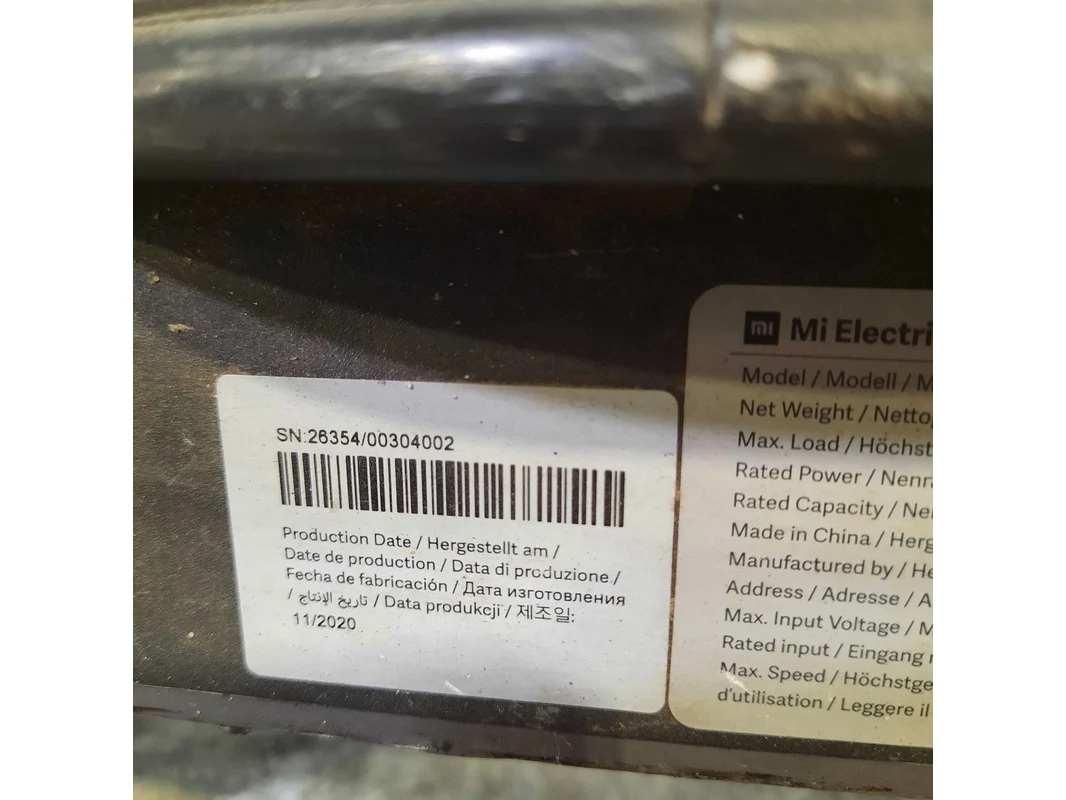 SN:26354/00304002
Production Date / Hergestellt am /
Date de production / Data di produzione /
Fecha de fabricación / Дата изготовления
/ تاريخ الإنتاج / Data produkcji / 제조일:
11/2020
mi Mi Electri
Model / Modell / M
Net Weight / Netto
Max. Load / Höchst
Rated Power / Nenn
Rated Capacity / Ne
Made in China / Herg
Manufactured by / He
Address / Adresse / A
Max. Input Voltage / M
Rated input / Eingang
Max. Speed / Höchstge
d'utilisation / Leggere il